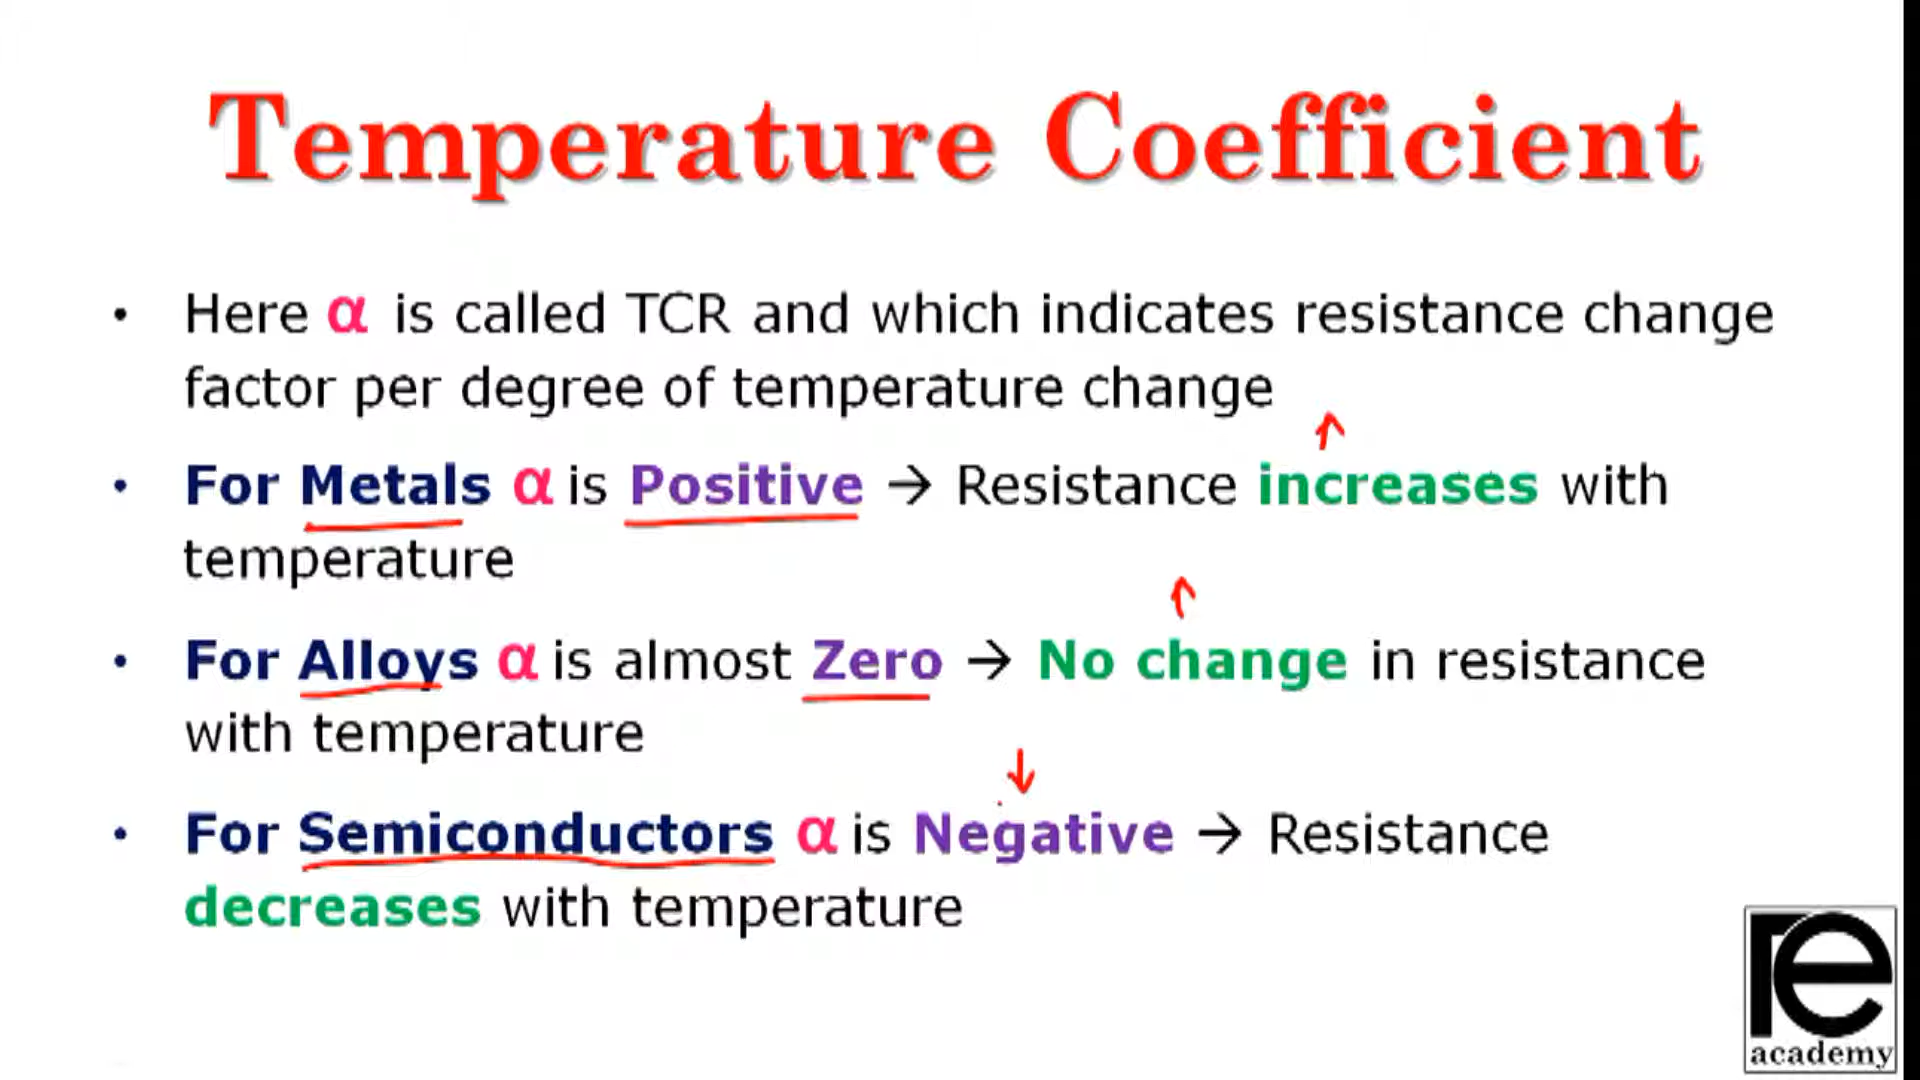 Temperature Coefficient
• Here α is called TCR and which indicates resistance change
factor per degree of temperature change
• For Metals α is Positive → Resistance increases with
temperature
• For Alloys α is almost Zero → No change in resistance
with temperature
• For Semiconductors α is Negative → Resistance
decreases with temperature
re
academy